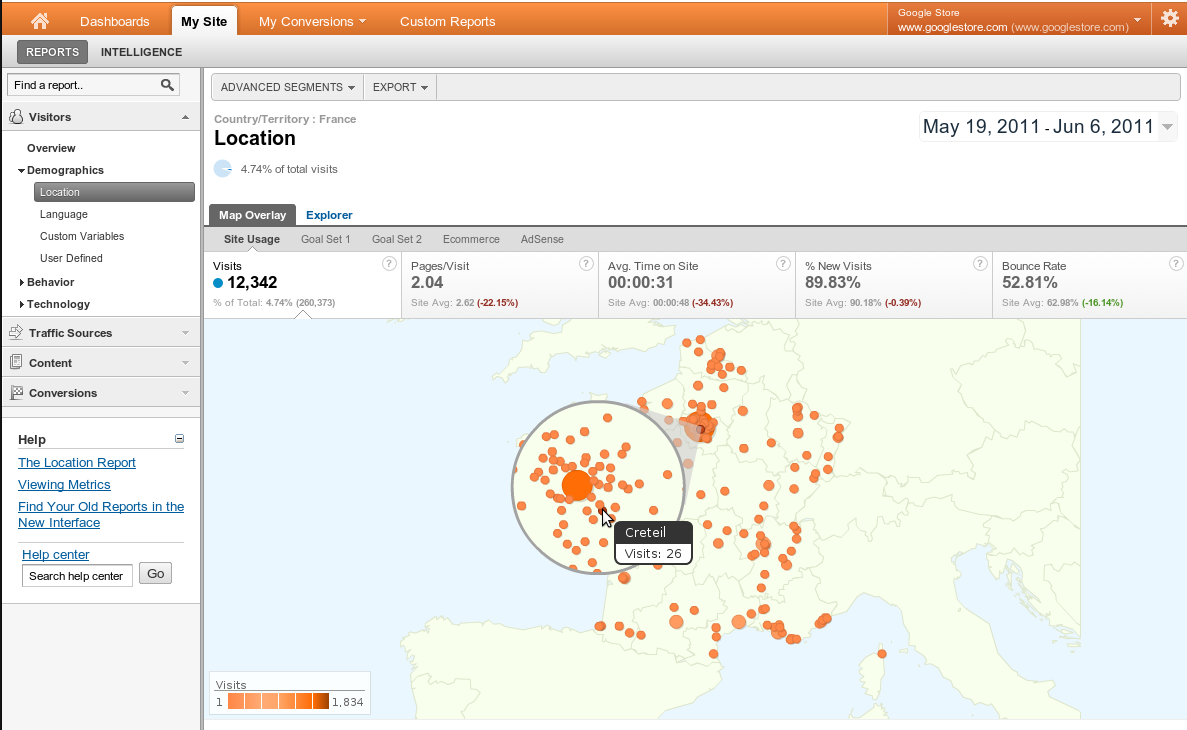 Dashboards
My Site
My Conversions
Custom Reports
Google Store
www.googlestore.com (www.googlestore.com)
REPORTS
INTELLIGENCE
Find a report..
Visitors
Overview
Demographics
Location
Language
Custom Variables
User Defined
Behavior
Technology
Traffic Sources
Content
Conversions
Help
The Location Report
Viewing Metrics
Find Your Old Reports in the
New Interface
Help center
Search help center
Go
ADVANCED SEGMENTS
EXPORT
Country/Territory : France
Location
May 19, 2011 - Jun 6, 2011
4.74% of total visits
Map Overlay
Explorer
Site Usage
Goal Set 1
Goal Set 2
Ecommerce
AdSense
Visits
?
12,342
% of Total: 4.74% (260,373)
Pages/Visit
?
2.04
Site Avg: 2.62 (-22.15%)
Avg. Time on Site
?
00:00:31
Site Avg: 00:00:48 (-34.43%)
% New Visits
?
89.83%
Site Avg: 90.18% (-0.39%)
Bounce Rate
?
52.81%
Site Avg: 62.98% (-16.14%)
Creteil
Visits: 26
Visits
1
1,834